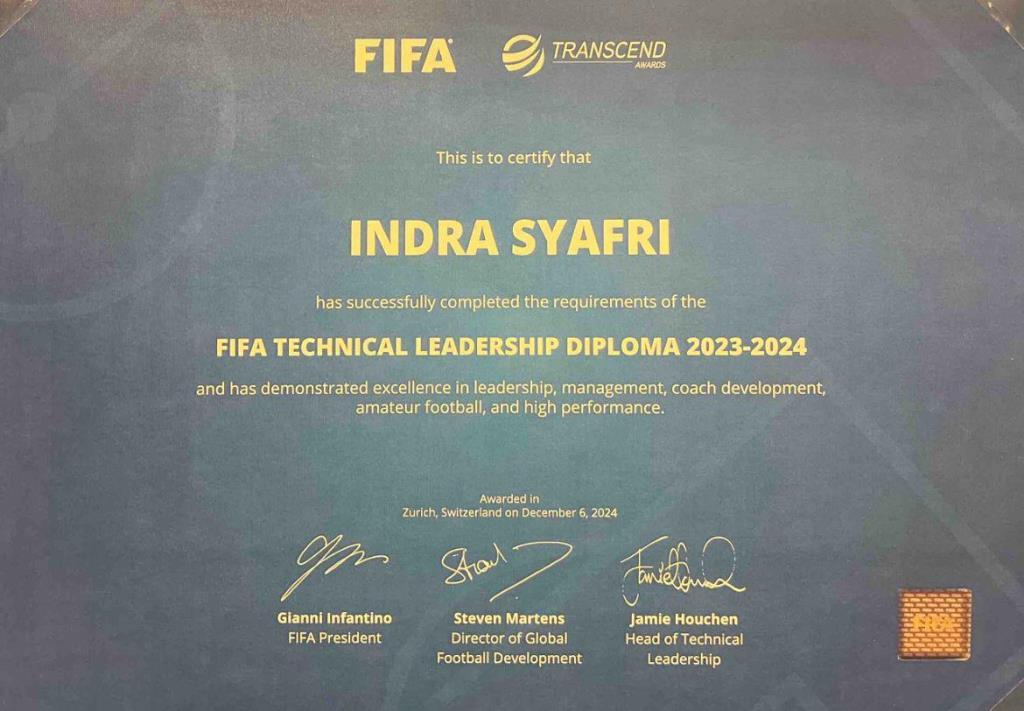 FIFA
TRANSCEND
AWARDS
This is to certify that
INDRA SYAFRI
has successfully completed the requirements of the
FIFA TECHNICAL LEADERSHIP DIPLOMA 2023-2024
and has demonstrated excellence in leadership, management, coach development,
amateur football, and high performance.
Awarded in
Zurich, Switzerland on December 6, 2024
Gianni Infantino
FIFA President
Steven Martens
Director of Global
Football Development
Jamie Houchen
Head of Technical
Leadership
FIFA